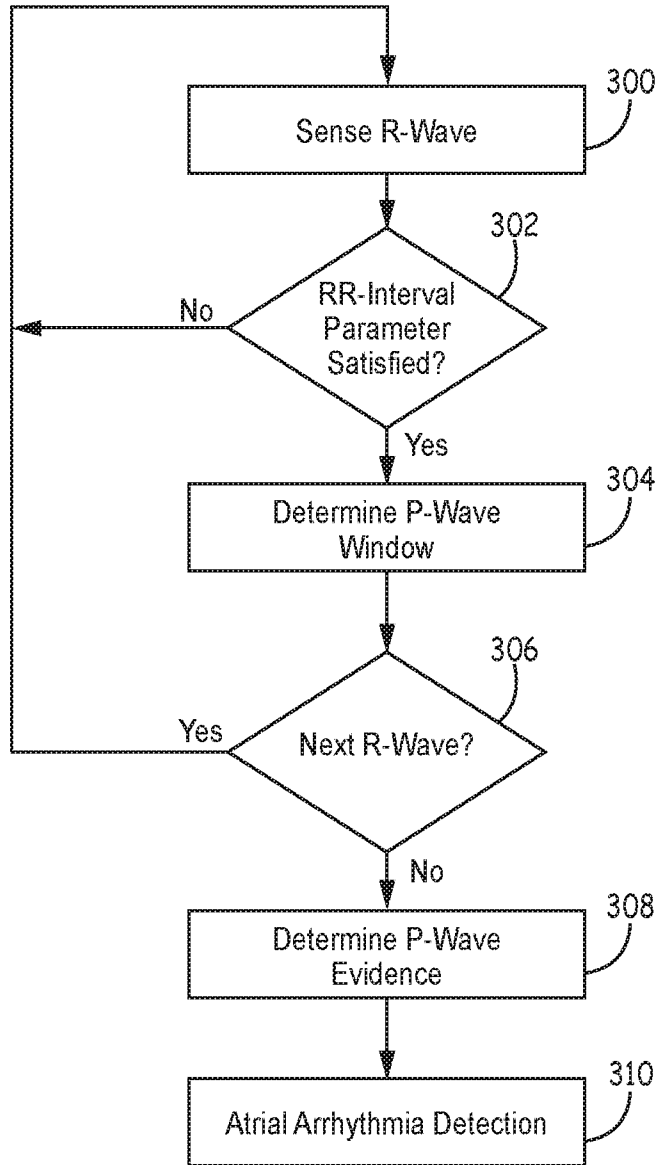 300
Sense R-Wave
302
RR-Interval
Parameter
Satisfied?
No
Yes
304
Determine P-Wave
Window
306
Yes
Next R-Wave?
No
308
Determine P-Wave
Evidence
310
Atrial Arrhythmia Detection